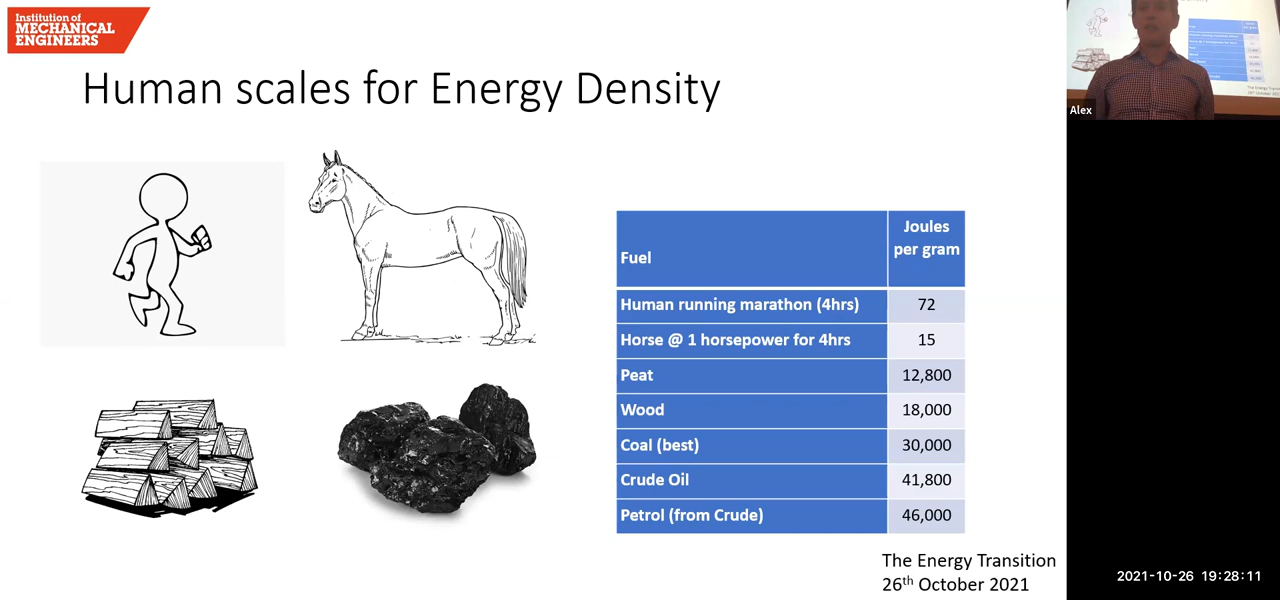 Institution of
MECHANICAL
ENGINEERS
Human scales for Energy Density
Fuel
Joules
per gram
Human running marathon (4hrs) 72
Horse @ 1 horsepower for 4hrs 15
Peat 12,800
Wood 18,000
Coal (best) 30,000
Crude Oil 41,800
Petrol (from Crude) 46,000
The Energy Transition
26th October 2021
Alex
2021-10-26 19:28:11